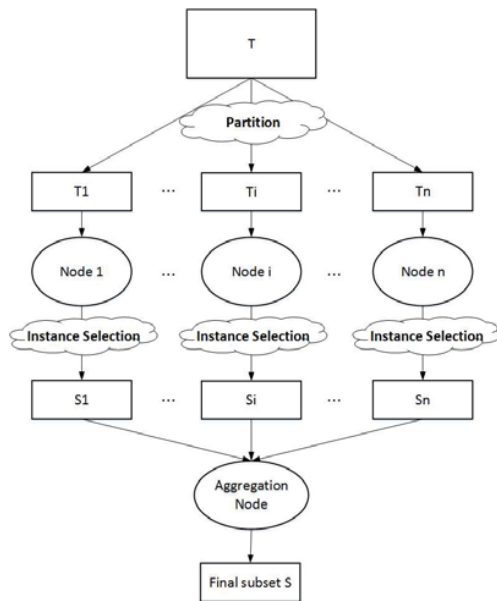 T
Partition
T1 ... Ti ... Tn
Node 1 ... Node i ... Node n
Instance Selection Instance Selection Instance Selection
S1 ... Si ... Sn
Aggregation
Node
Final subset S